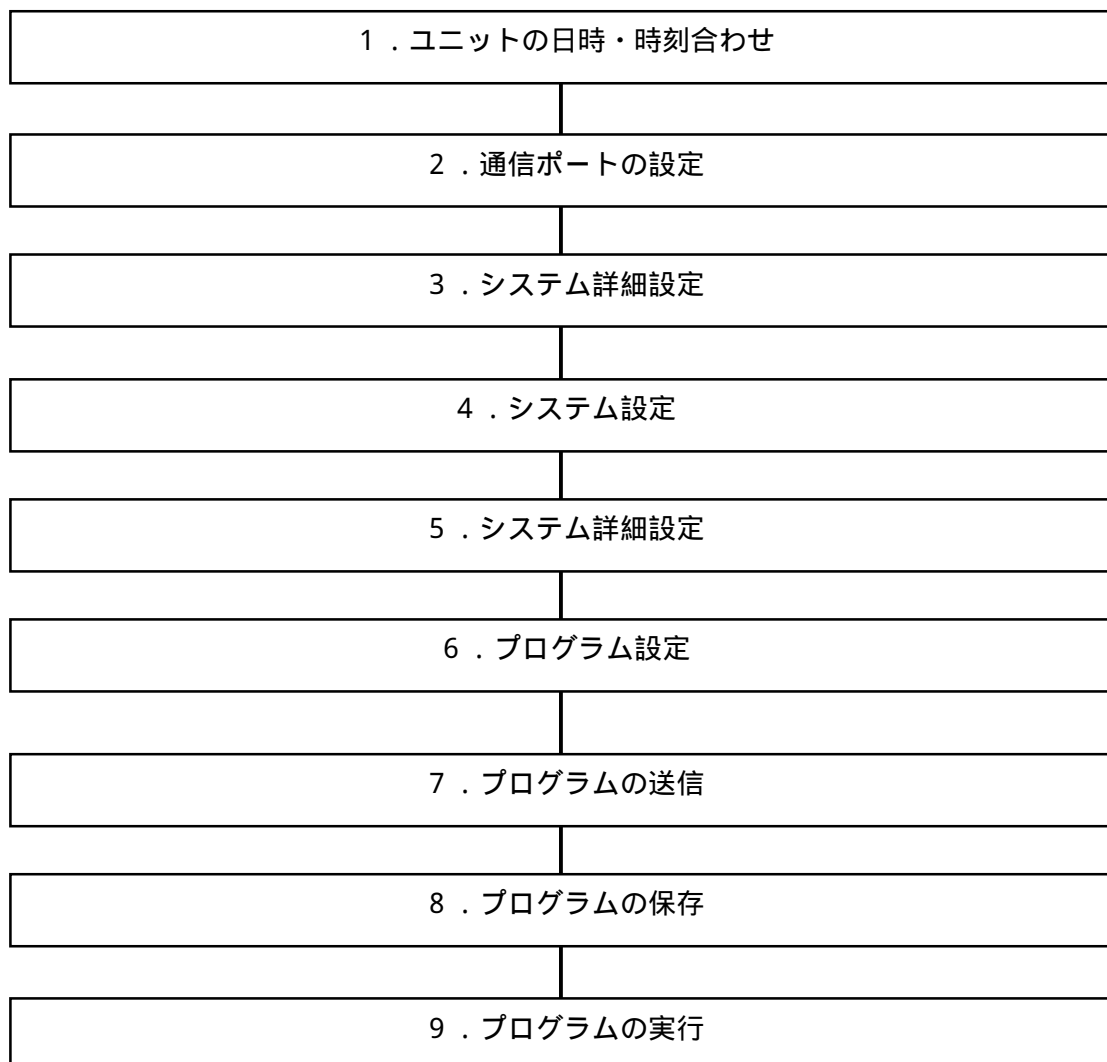 1 ．ユニットの日時・時刻合わせ
2 ．通信ポートの設定
3 ．システム詳細設定
4 ．システム設定
5 ．システム詳細設定
6 ．プログラム設定
7 ．プログラムの送信
8 ．プログラムの保存
9 ．プログラムの実行